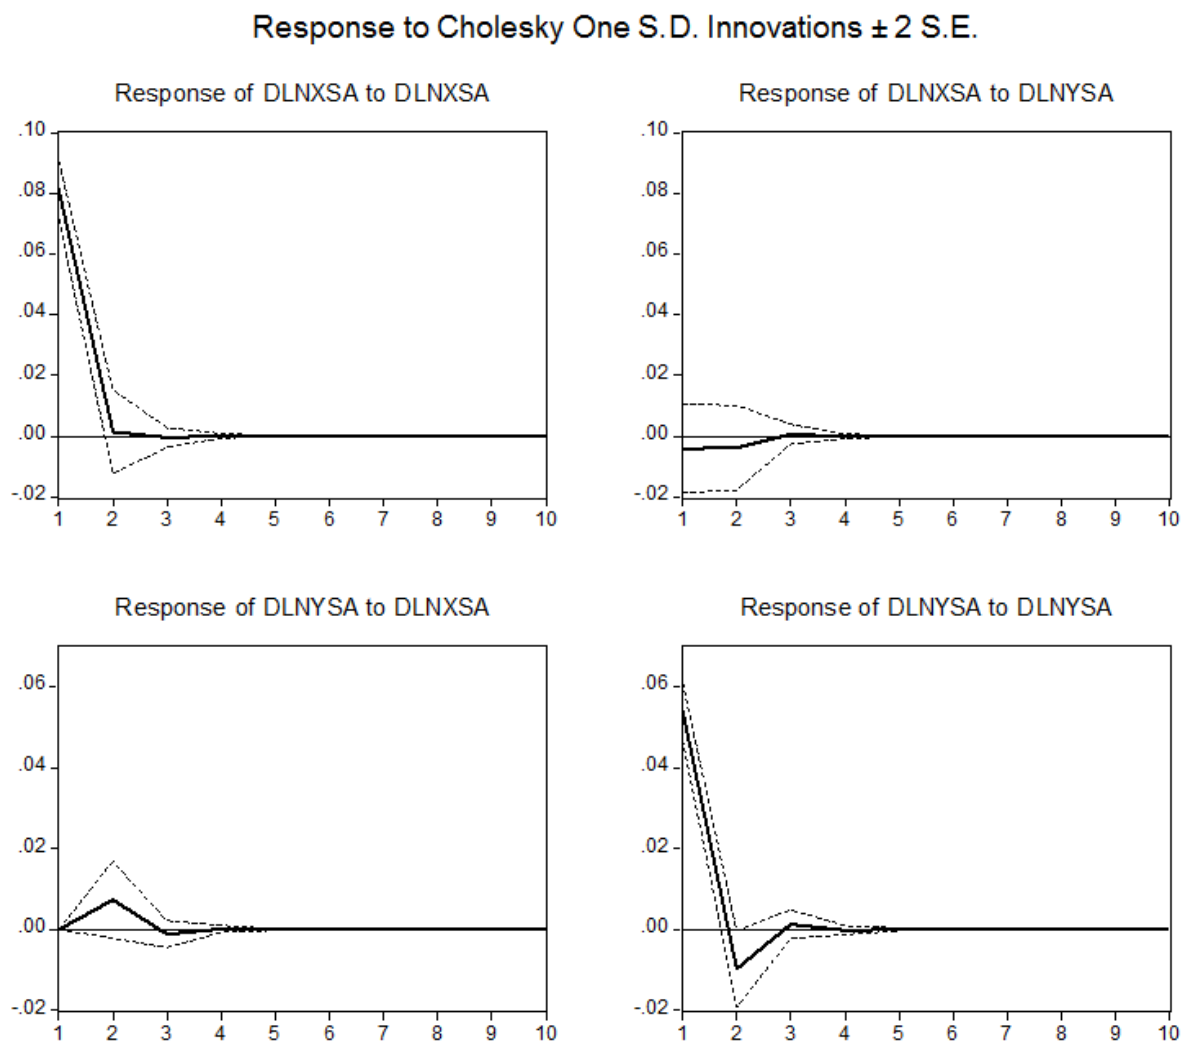 Response to Cholesky One S.D. Innovations ± 2 S.E.
Response of DLNXSA to DLNXSA
.10
.08
.06
.04
.02
.00
-.02
1 2 3 4 5 6 7 8 9 10
Response of DLNXSA to DLNYSA
.10
.08
.06
.04
.02
.00
-.02
1 2 3 4 5 6 7 8 9 10
Response of DLNYSA to DLNXSA
.06
.04
.02
.00
-.02
1 2 3 4 5 6 7 8 9 10
Response of DLNYSA to DLNYSA
.06
.04
.02
.00
-.02
1 2 3 4 5 6 7 8 9 10